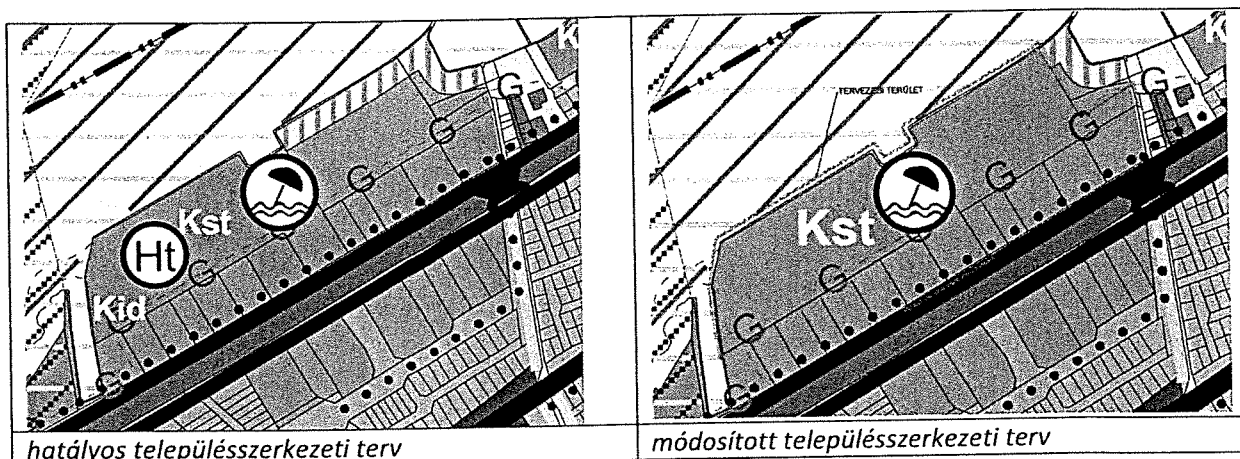 K
G
G
G
Kst
Ht
G
Kid
G
G
hatályos településszerkezeti terv
TERVEZÉSI TERÜLET
K
G
G
G
Kst
G
G
G
módosított településszerkezeti terv